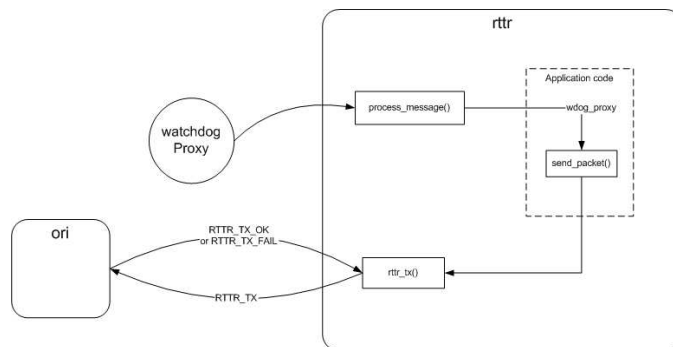 rttr
Application code
watchdog
Proxy
process_message()
wdog_proxy
send_packet()
ori
RTTR_TX_OK
or RTTR_TX_FAIL
rttr_tx()
RTTR_TX